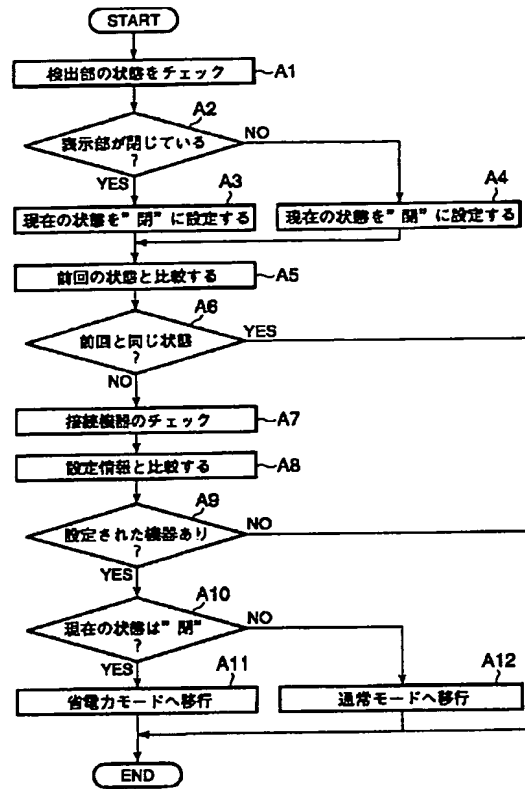 START
検出部の状態をチェック
A1
A2
表示部が閉じている
?
NO
YES
A3
現在の状態を"閉"に設定する
A4
現在の状態を"閉"に設定する
前回の状態と比較する
A5
A6
前回と同じ状態
?
YES
NO
接続機器のチェック
A7
設定情報と比較する
A8
A9
設定された機器あり
?
NO
YES
A10
現在の状態は"閉"
?
NO
YES
A11
省電力モードへ移行
A12
通常モードへ移行
END